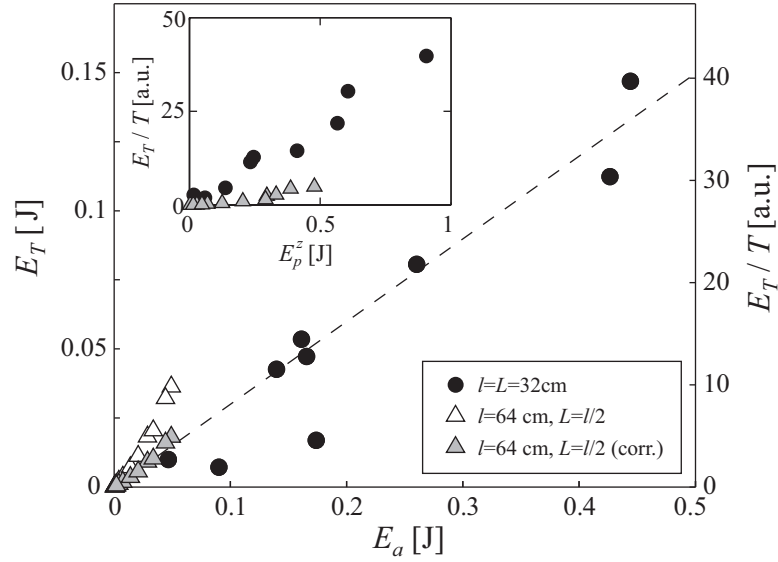 50
25
0
E_T / T [a.u.]
0
0.5
1
E_p^z [J]
0.15
0.1
0.05
0
E_T [J]
40
30
20
10
0
E_T / T [a.u.]
l=L=32cm
l=64 cm, L=l/2
l=64 cm, L=l/2 (corr.)
0
0.1
0.2
0.3
0.4
0.5
E_a [J]